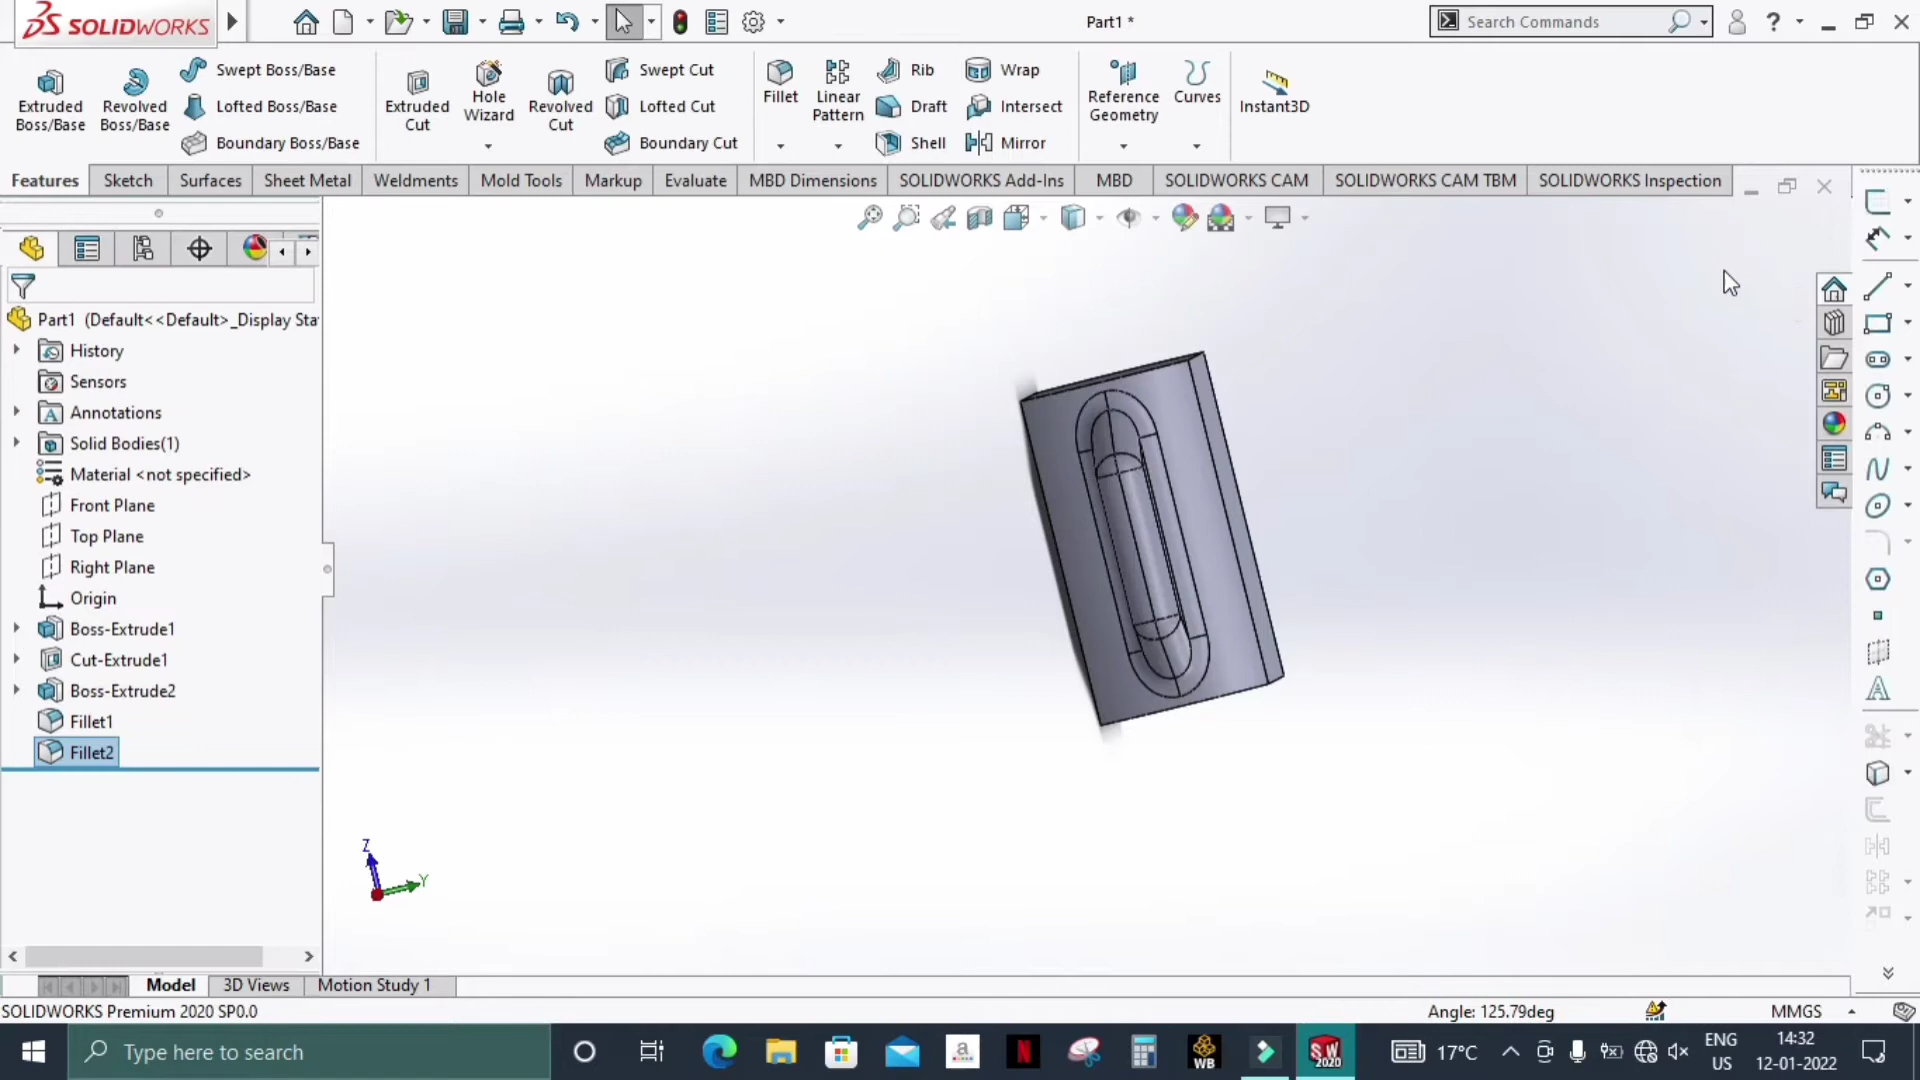 SOLIDWORKS
Part1 *
Search Commands
Extruded Boss/Base
Revolved Boss/Base
Swept Boss/Base
Lofted Boss/Base
Boundary Boss/Base
Extruded Cut
Hole Wizard
Revolved Cut
Swept Cut
Lofted Cut
Boundary Cut
Fillet
Linear Pattern
Rib
Draft
Shell
Wrap
Intersect
Mirror
Reference Geometry
Curves
Instant3D
Features
Sketch
Surfaces
Sheet Metal
Weldments
Mold Tools
Markup
Evaluate
MBD Dimensions
SOLIDWORKS Add-Ins
MBD
SOLIDWORKS CAM
SOLIDWORKS CAM TBM
SOLIDWORKS Inspection
Part1 (Default<<Default>_Display Sta
History
Sensors
Annotations
Solid Bodies(1)
Material <not specified>
Front Plane
Top Plane
Right Plane
Origin
Boss-Extrude1
Cut-Extrude1
Boss-Extrude2
Fillet1
Fillet2
Z
Y
Model
3D Views
Motion Study 1
SOLIDWORKS Premium 2020 SP0.0
Angle: 125.79deg
MMGS
Type here to search
17°C
ENG
US
14:32
12-01-2022